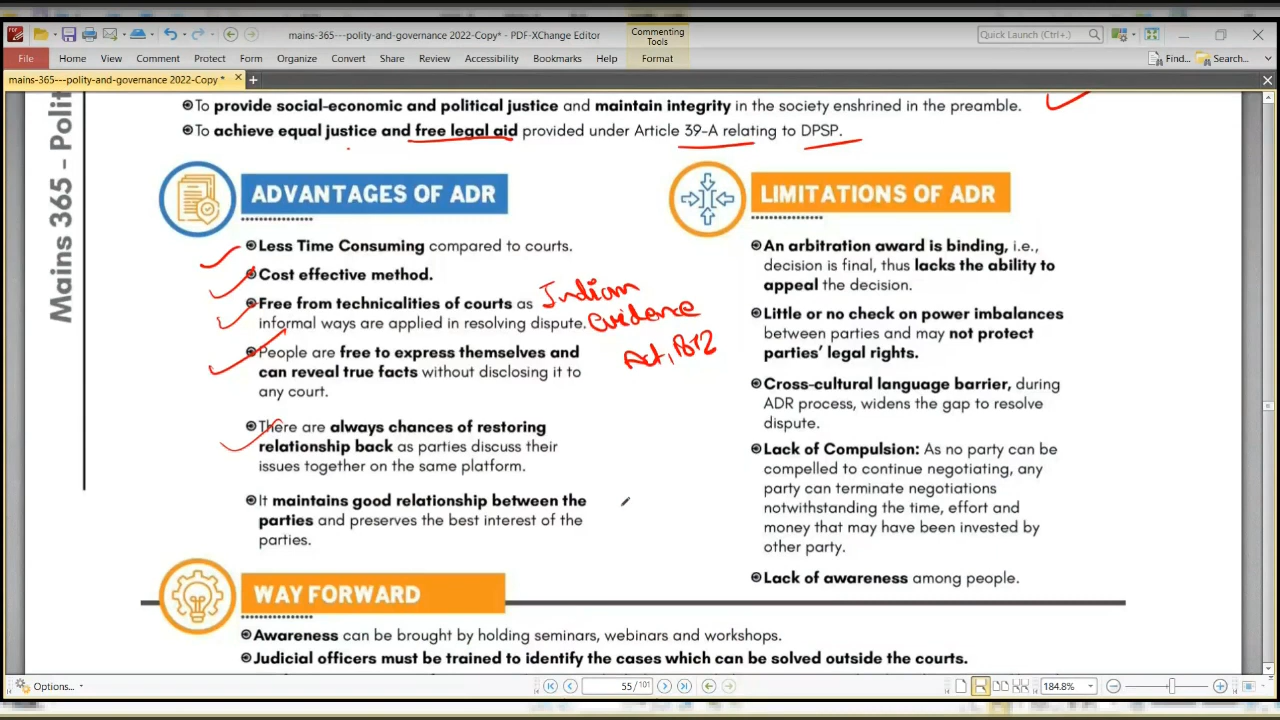 Commenting Tools
mains-365---polity-and-governance 2022-Copy* - PDF-XChange Editor
Quick Launch (Ctrl+.)
File Home View Comment Protect Form Organize Convert Share Review Accessibility Bookmarks Help Format
Find... Search...
mains-365---polity-and-governance 2022-Copy *
Mains 365 - Polit
To provide social-economic and political justice and maintain integrity in the society enshrined in the preamble.
To achieve equal justice and free legal aid provided under Article 39-A relating to DPSP.
ADVANTAGES OF ADR
Less Time Consuming compared to courts.
Cost effective method.
Free from technicalities of courts as
informal ways are applied in resolving dispute.
Indian
Evidence
Act,
People are free to express themselves and
can reveal true facts without disclosing it to
any court.
There are always chances of restoring
relationship back as parties discuss their
issues together on the same platform.
It maintains good relationship between the
parties and preserves the best interest of the
parties.
LIMITATIONS OF ADR
An arbitration award is binding, i.e.,
decision is final, thus lacks the ability to
appeal the decision.
Little or no check on power imbalances
between parties and may not protect
parties' legal rights.
Cross-cultural language barrier, during
ADR process, widens the gap to resolve
dispute.
Lack of Compulsion: As no party can be
compelled to continue negotiating, any
party can terminate negotiations
notwithstanding the time, effort and
money that may have been invested by
other party.
Lack of awareness among people.
WAY FORWARD
Awareness can be brought by holding seminars, webinars and workshops.
Judicial officers must be trained to identify the cases which can be solved outside the courts.
Options...
55 /101
184.8%